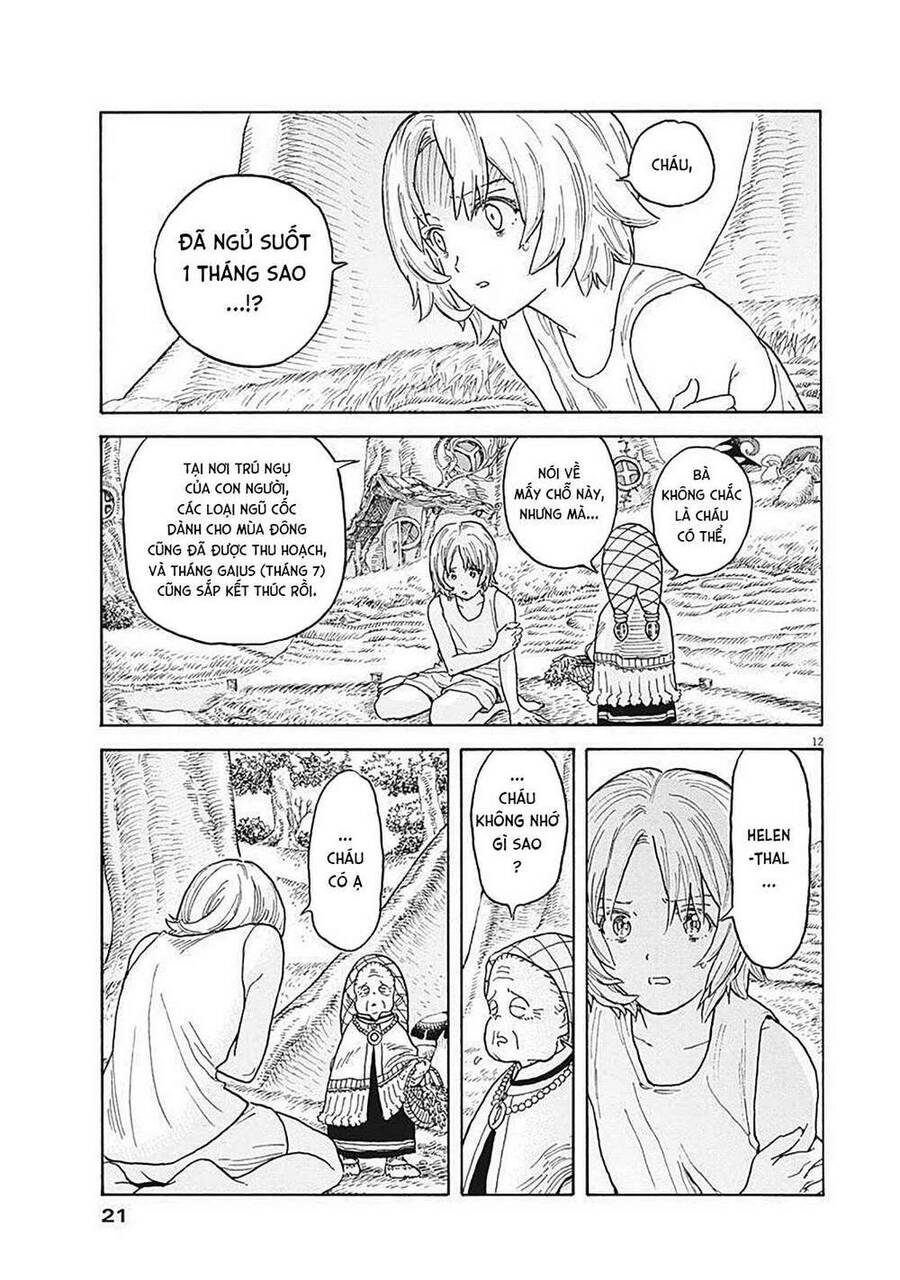 CHÁU,
ĐÃ NGỦ SUỐT
1 THÁNG SAO
...!?
BÀ
KHÔNG CHẮC
LÀ CHÁU
CÓ THỂ,
NÓI VỀ
MẤY CHỖ NÀY,
NHƯNG MÀ...
TẠI NƠI TRÚ NGỤ
CỦA CON NGƯỜI,
CÁC LOẠI NGŨ CỐC
DÀNH CHO MÙA ĐÔNG
CŨNG ĐÃ ĐƯỢC THU HOẠCH,
VÀ THÁNG GAIUS (THÁNG 7)
CŨNG SẮP KẾT THÚC RỒI.
12
HELEN
-THAL
...
...
CHÁU
KHÔNG NHỚ
GÌ SAO
?
...
CHÁU
CÓ Ạ
21